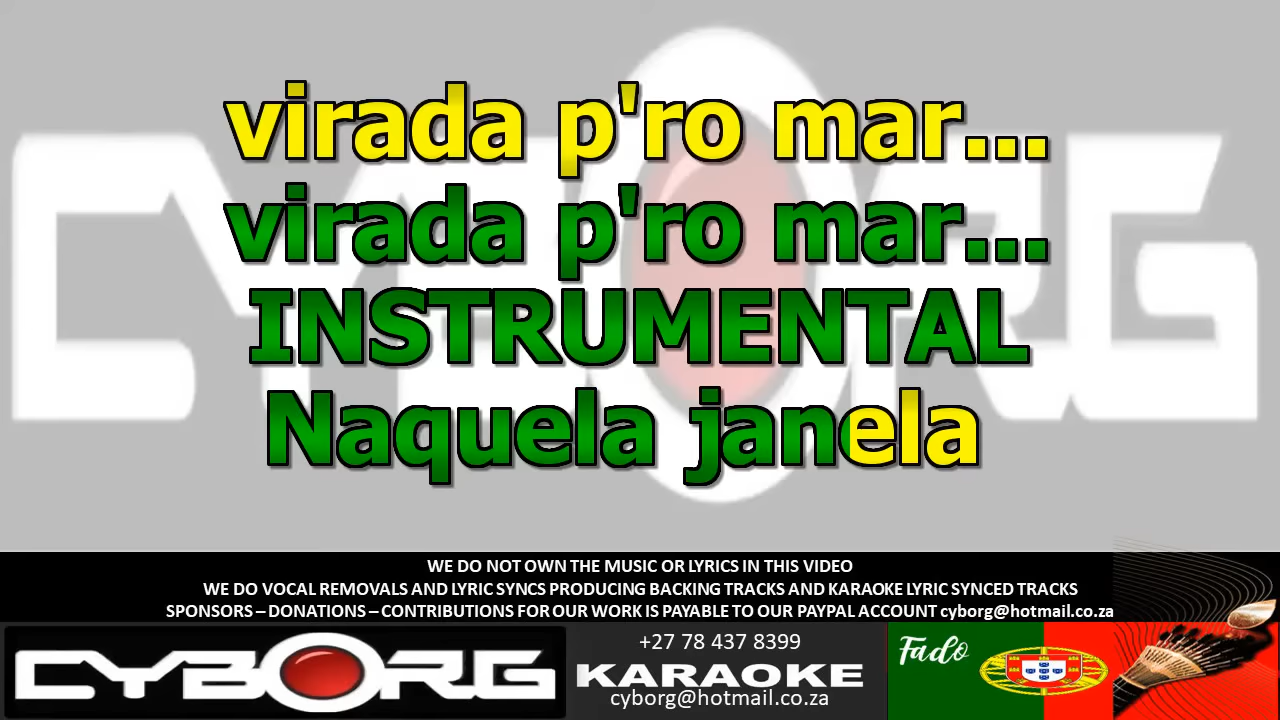 virada p'ro mar...
virada p'ro mar...
INSTRUMENTAL
Naquela janela
WE DO NOT OWN THE MUSIC OR LYRICS IN THIS VIDEO
WE DO VOCAL REMOVALS AND LYRIC SYNCS PRODUCING BACKING TRACKS AND KARAOKE LYRIC SYNCED TRACKS
SPONSORS – DONATIONS – CONTRIBUTIONS FOR OUR WORK IS PAYABLE TO OUR PAYPAL ACCOUNT cyborg@hotmail.co.za
CYBORG
+27 78 437 8399
KARAOKE
cyborg@hotmail.co.za
Fado
CYBORG